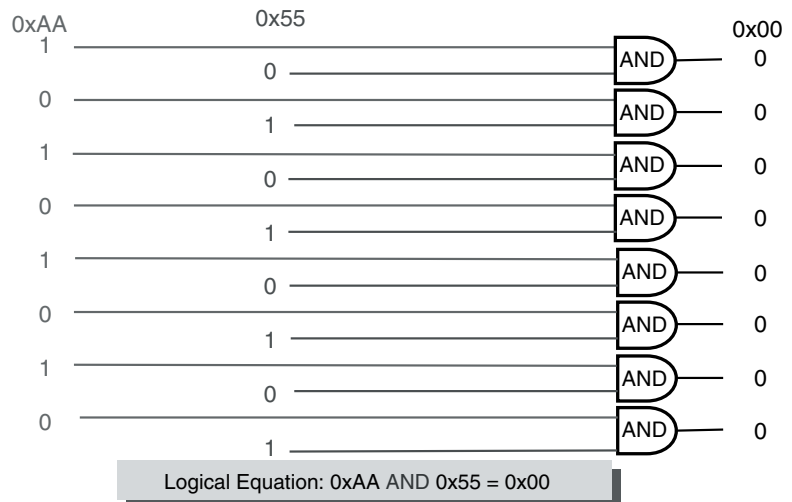 0xAA 0x55 0x00
1 AND 0
0
0 AND 0
1
1 AND 0
0
0 AND 0
1
1 AND 0
0
0 AND 0
1
1 AND 0
0
0 AND 0
1
Logical Equation: 0xAA AND 0x55 = 0x00